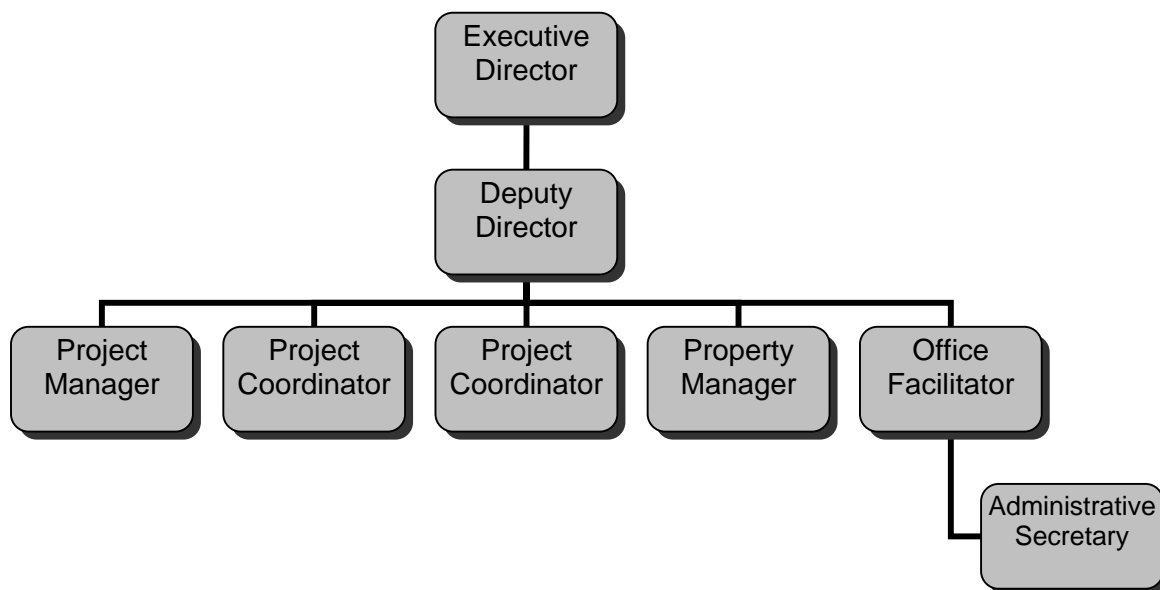 Executive
Director
Deputy
Director
Project
Manager
Project
Coordinator
Project
Coordinator
Property
Manager
Office
Facilitator
Administrative
Secretary